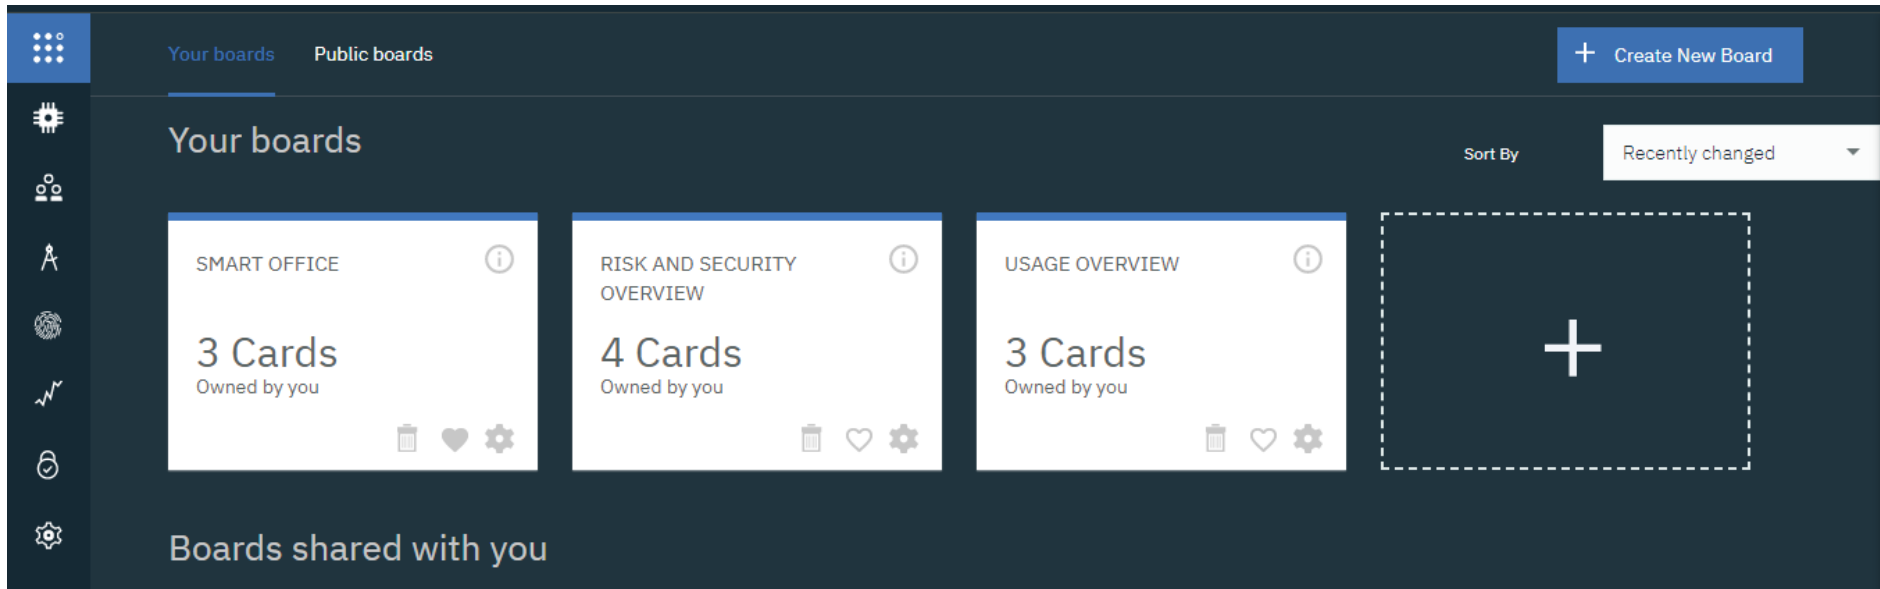 Your boards
Public boards
Create New Board
Your boards
Sort By
Recently changed
SMART OFFICE
3 Cards
Owned by you
RISK AND SECURITY
OVERVIEW
4 Cards
Owned by you
USAGE OVERVIEW
3 Cards
Owned by you
Boards shared with you